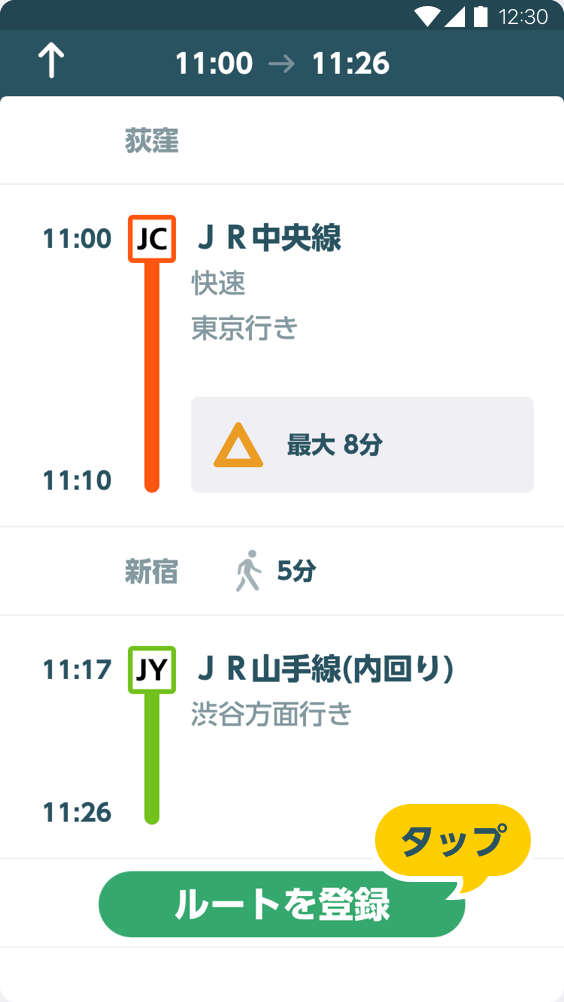 12:30
11:00 → 11:26
荻窪
11:00 JC ＪＲ中央線
快速
東京行き
最大 8分
11:10
新宿 5分
11:17 JY ＪＲ山手線(内回り)
渋谷方面行き
11:26
タップ
ルートを登録